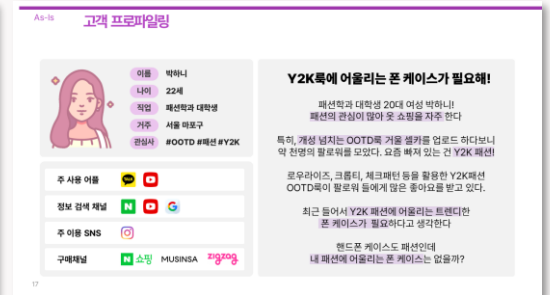 As-Is
고객 프로파일링
이름 박하니
나이 22세
직업 패션학과 대학생
거주 서울 마포구
관심사 #OOTD #패션 #Y2K
주 사용 어플 TALK
정보 검색 채널 N G
주 이용 SNS
구매채널 N 쇼핑 MUSINSA zigzag
Y2K룩에 어울리는 폰 케이스가 필요해!
패션학과 대학생 20대 여성 박하니!
패션의 관심이 많아 옷 쇼핑을 자주 한다
특히, 개성 넘치는 OOTD룩 거울 셀카를 업로드 하다보니
약 천명의 팔로워를 모았다. 요즘 빠져 있는 건 Y2K 패션!
로우라이즈, 크롭티, 체크패턴 등을 활용한 Y2K패션
OOTD룩이 팔로워 들에게 많은 좋아요를 받고 있다.
최근 들어서 Y2K 패션에 어울리는 트렌디한
폰 케이스가 필요하다고 생각한다
핸드폰 케이스도 패션인데
내 패션에 어울리는 폰 케이스는 없을까?
17